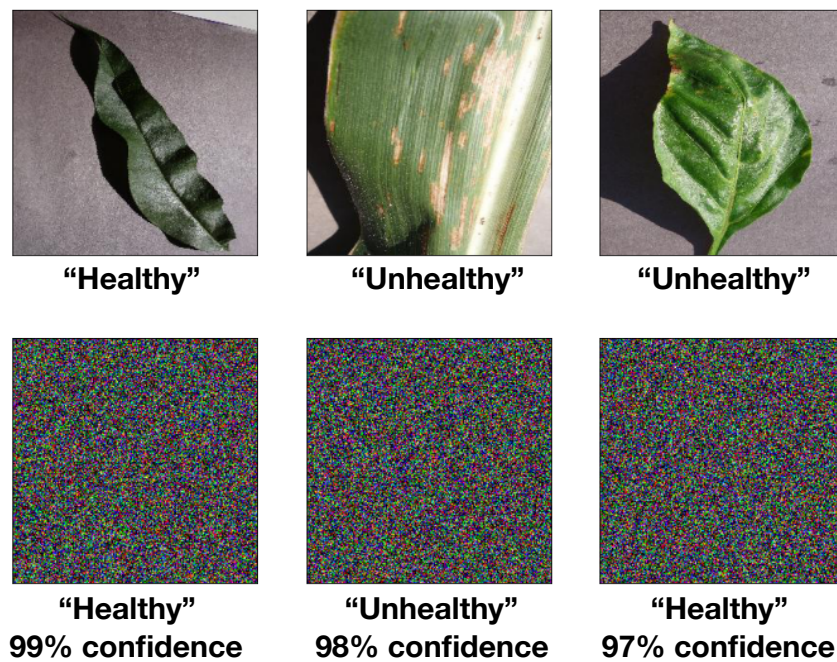 “Healthy”
“Unhealthy”
“Unhealthy”
“Healthy”
99% confidence
“Unhealthy”
98% confidence
“Healthy”
97% confidence